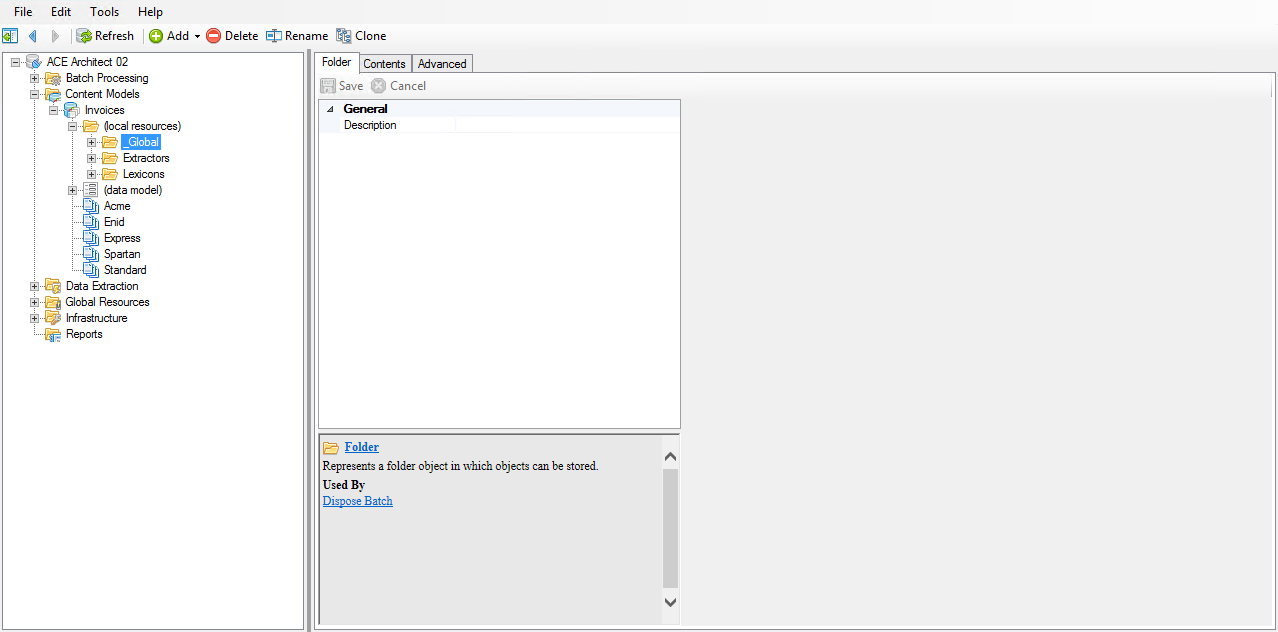 File Edit Tools Help
Refresh Add Delete Rename Clone
ACE Architect 02
Batch Processing
Content Models
Invoices
(local resources)
_Global
Extractors
Lexicons
(data model)
Acme
Enid
Express
Spartan
Standard
Data Extraction
Global Resources
Infrastructure
Reports
Folder Contents Advanced
Save Cancel
General
Description
Folder
Represents a folder object in which objects can be stored.
Used By
Dispose Batch